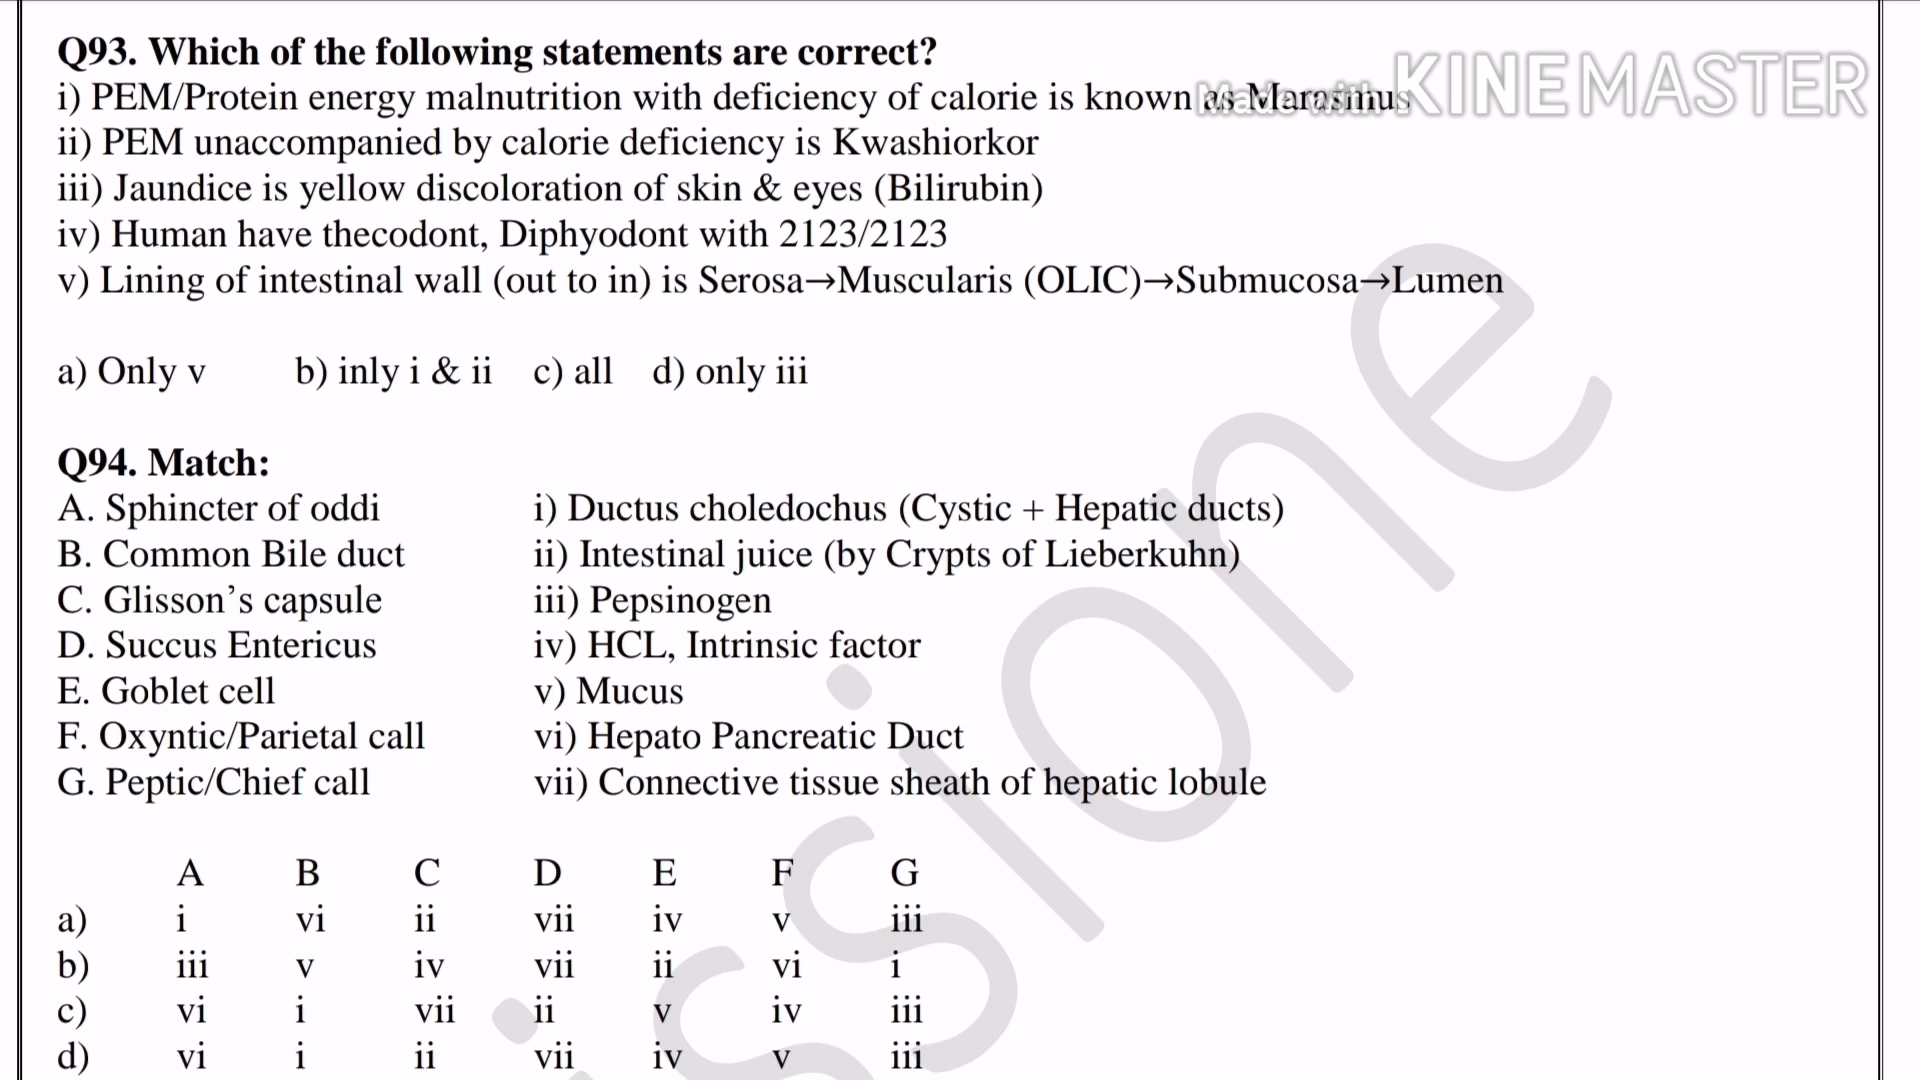 Q93. Which of the following statements are correct?
i) PEM/Protein energy malnutrition with deficiency of calorie is known as Marasmus
Made with KINEMASTER
ii) PEM unaccompanied by calorie deficiency is Kwashiorkor
iii) Jaundice is yellow discoloration of skin & eyes (Bilirubin)
iv) Human have thecodont, Diphyodont with 2123/2123
v) Lining of intestinal wall (out to in) is Serosa→Muscularis (OLIC)→Submucosa→Lumen
a) Only v b) inly i & ii c) all d) only iii
Q94. Match:
A. Sphincter of oddi i) Ductus choledochus (Cystic + Hepatic ducts)
B. Common Bile duct ii) Intestinal juice (by Crypts of Lieberkuhn)
C. Glisson’s capsule iii) Pepsinogen
D. Succus Entericus iv) HCL, Intrinsic factor
E. Goblet cell v) Mucus
F. Oxyntic/Parietal call vi) Hepato Pancreatic Duct
G. Peptic/Chief call vii) Connective tissue sheath of hepatic lobule
A B C D E F G
a) i vi ii vii iv v iii
b) iii v iv vii ii vi i
c) vi i vii ii v iv iii
d) vi i ii vii iv v iii
ssione